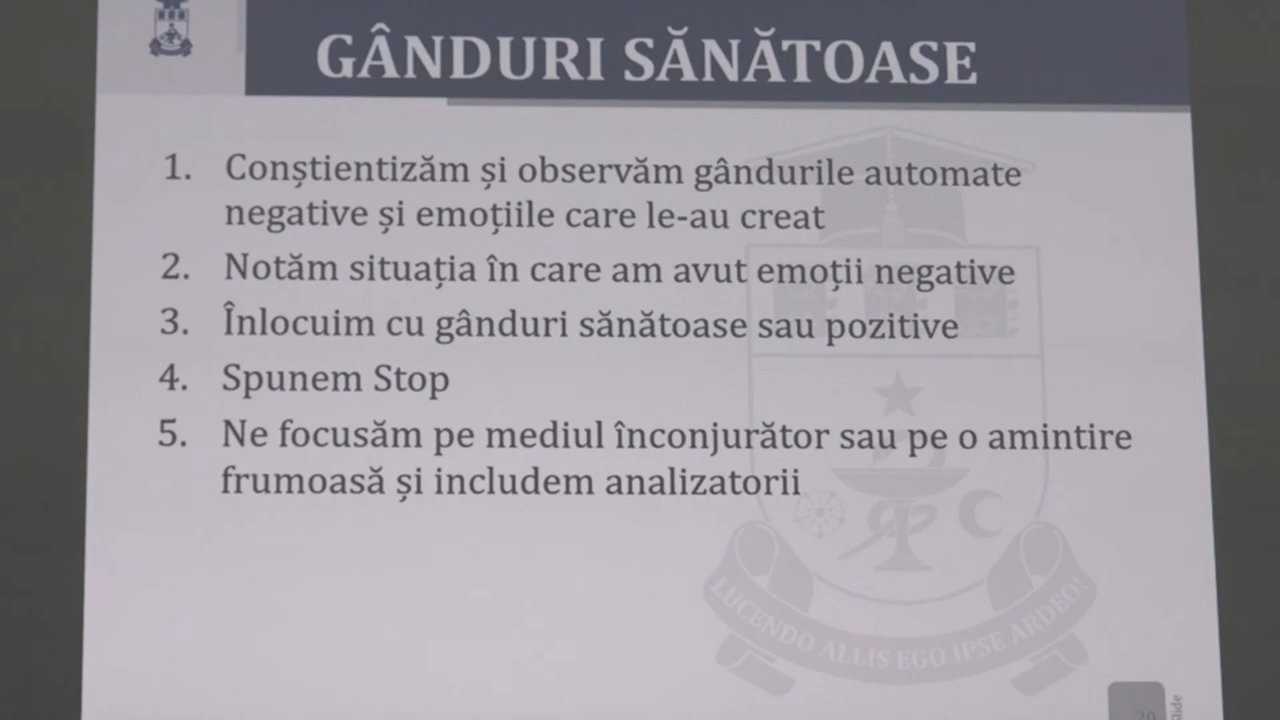 GÂNDURI SĂNĂTOASE
1. Conștientizăm și observăm gândurile automate
negative și emoțiile care le-au creat
2. Notăm situația în care am avut emoții negative
3. Înlocuim cu gânduri sănătoase sau pozitive
4. Spunem Stop
5. Ne focusăm pe mediul înconjurător sau pe o amintire
frumoasă și includem analizatorii
LUCENDO ALLIS EGO IPSE ARDEO!
20